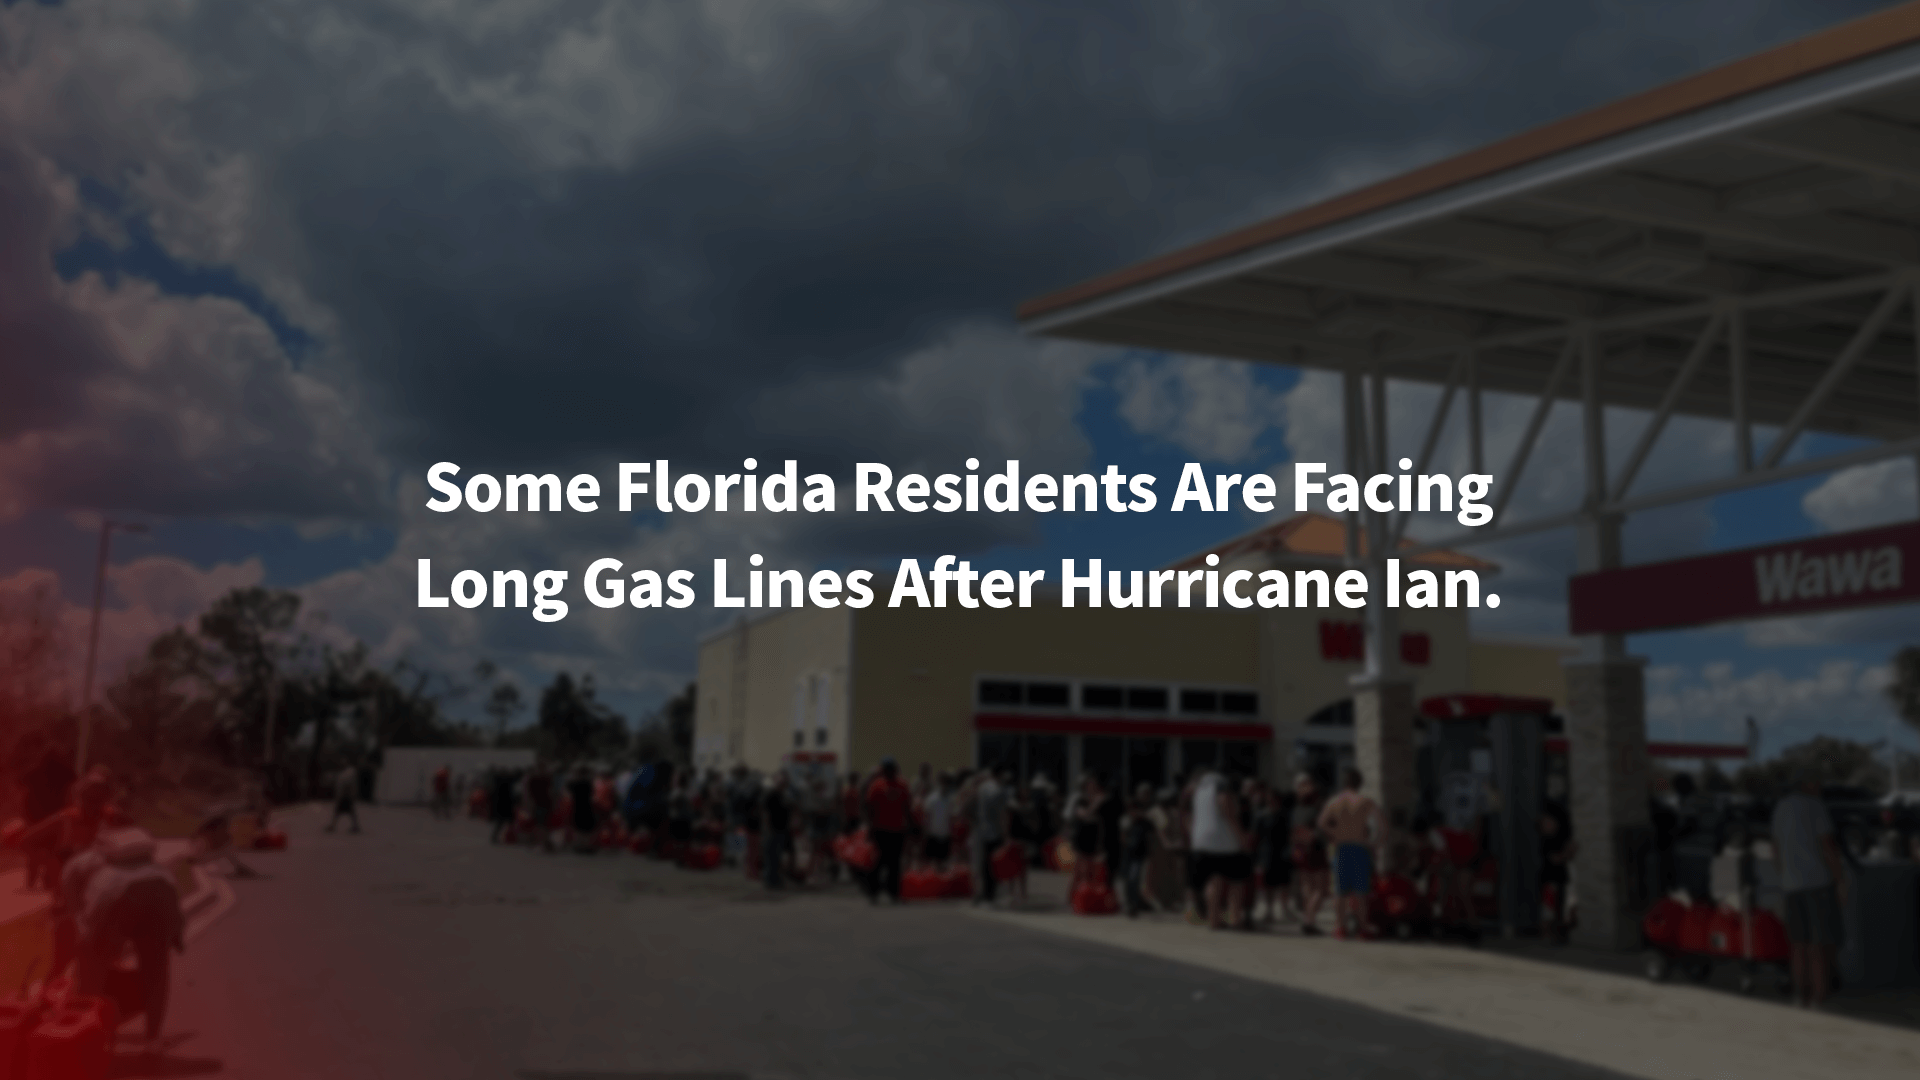 Some Florida Residents Are Facing
Long Gas Lines After Hurricane Ian.
Wawa